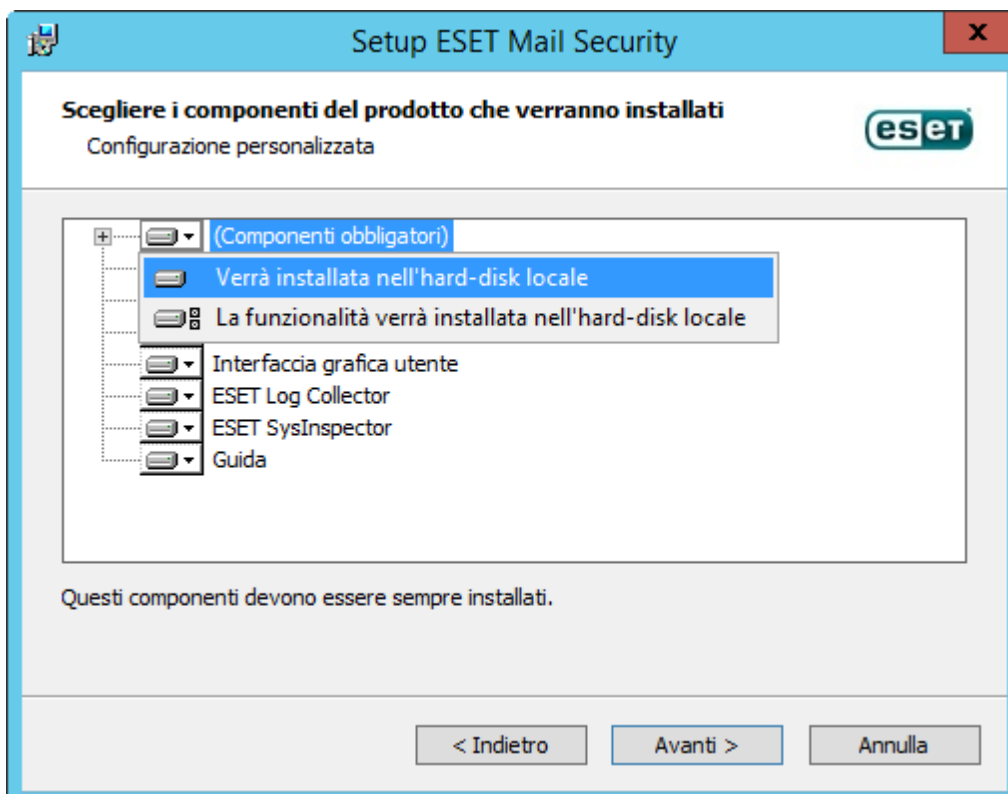 Setup ESET Mail Security
x
Scegliere i componenti del prodotto che verranno installati
Configurazione personalizzata
eseT
(Componenti obbligatori)
Verrà installata nell'hard-disk locale
La funzionalità verrà installata nell'hard-disk locale
Interfaccia grafica utente
ESET Log Collector
ESET SysInspector
Guida
Questi componenti devono essere sempre installati.
< Indietro
Avanti >
Annulla